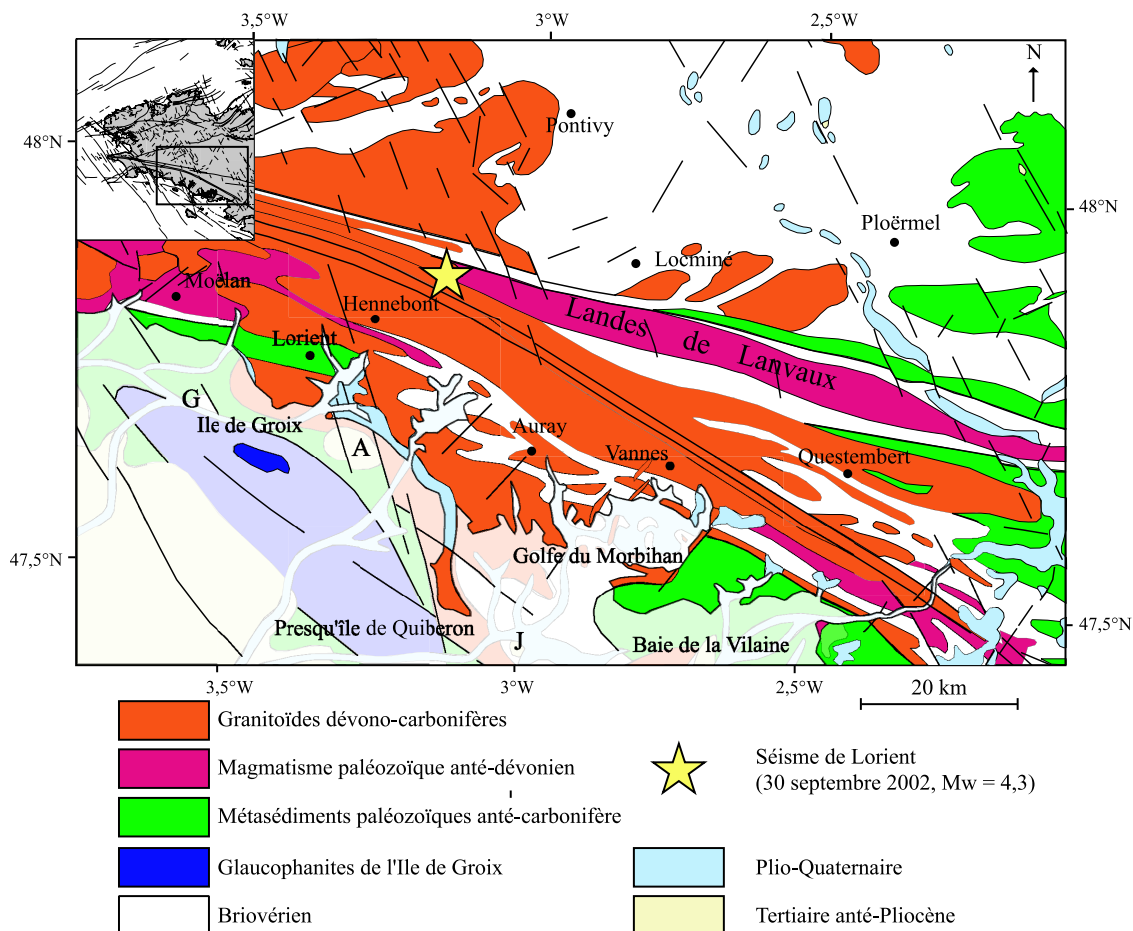 3,5°W
3°W
2,5°W
N
48°N
48°N
Pontivy
Ploërmel
Locminé
Moëlan
Hennebont
Landes de Lanvaux
Lorient
G
Ile de Groix
A
Auray
Vannes
Questembert
47,5°N
Golfe du Morbihan
Presqu'île de Quiberon
J
Baie de la Vilaine
47,5°N
3,5°W
3°W
2,5°W
20 km
Granitoïdes dévono-carbonifères
Magmatisme paléozoïque anté-dévonien
Métasédiments paléozoïques anté-carbonifère
Glaucophanites de l'Ile de Groix
Briovérien
Séisme de Lorient
(30 septembre 2002, Mw = 4,3)
Plio-Quaternaire
Tertiaire anté-Pliocène